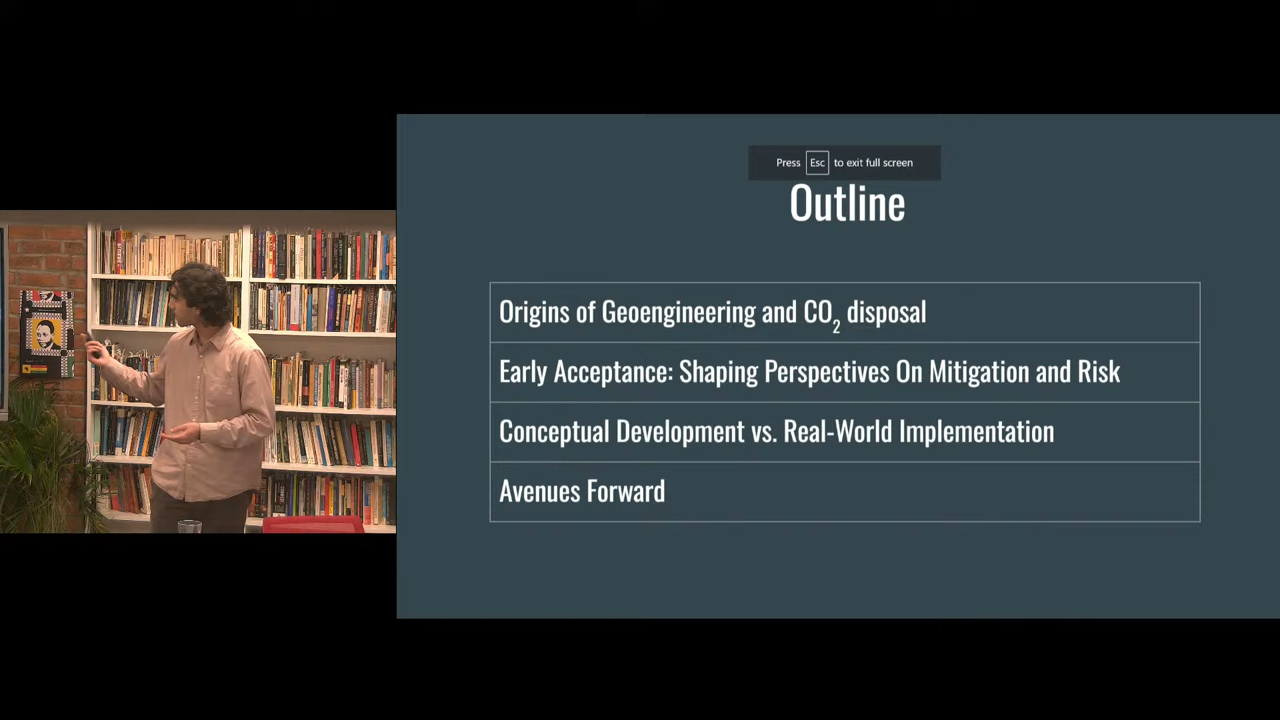 Press Esc to exit full screen
Outline
Origins of Geoengineering and CO₂ disposal
Early Acceptance: Shaping Perspectives On Mitigation and Risk
Conceptual Development vs. Real-World Implementation
Avenues Forward